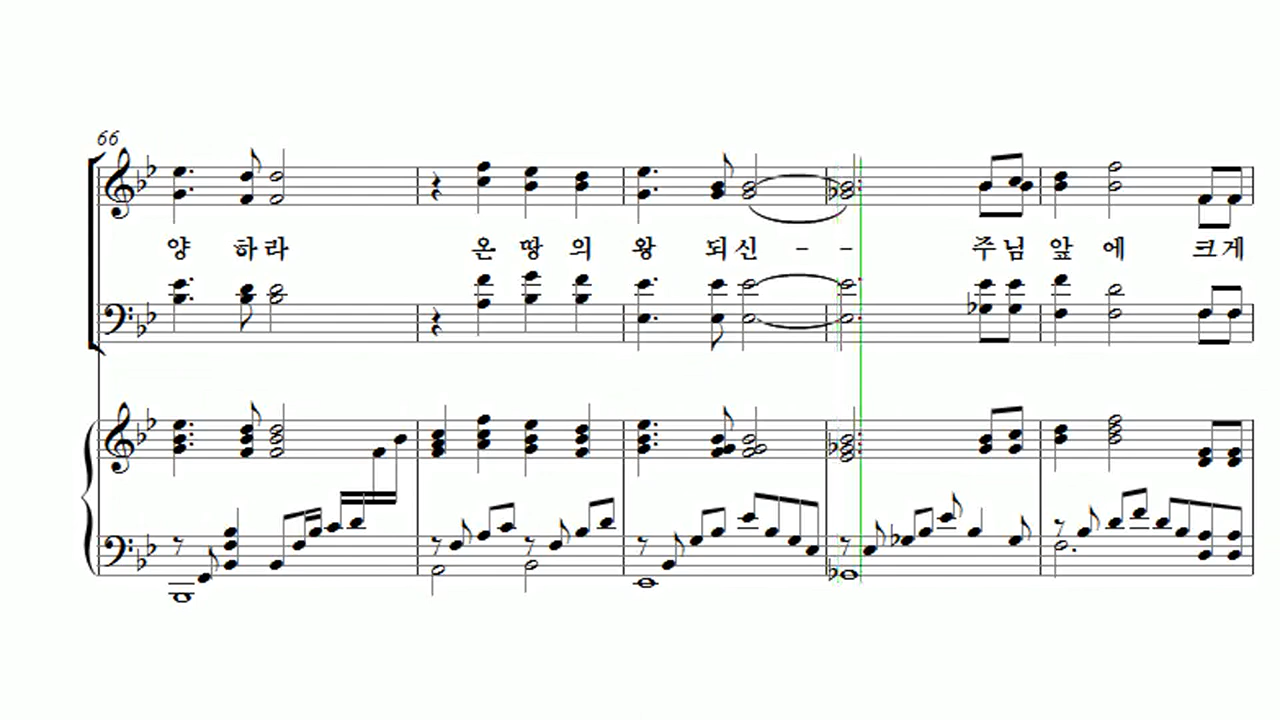 66
양 하라 온 땅 의 왕 되신 - - 주님 앞 에 크게